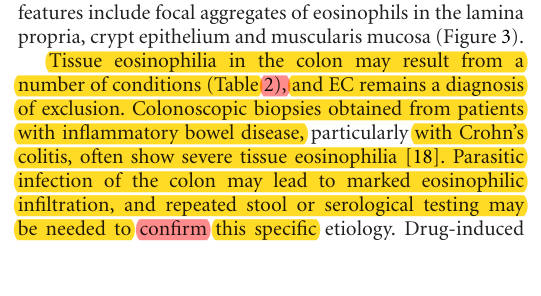 features include focal aggregates of eosinophils in the lamina
propria, crypt epithelium and muscularis mucosa (Figure 3).
Tissue eosinophilia in the colon may result from a
number of conditions (Table 2), and EC remains a diagnosis
of exclusion. Colonoscopic biopsies obtained from patients
with inflammatory bowel disease, particularly with Crohn's
colitis, often show severe tissue eosinophilia [18]. Parasitic
infection of the colon may lead to marked eosinophilic
infiltration, and repeated stool or serological testing may
be needed to confirm this specific etiology. Drug-induced